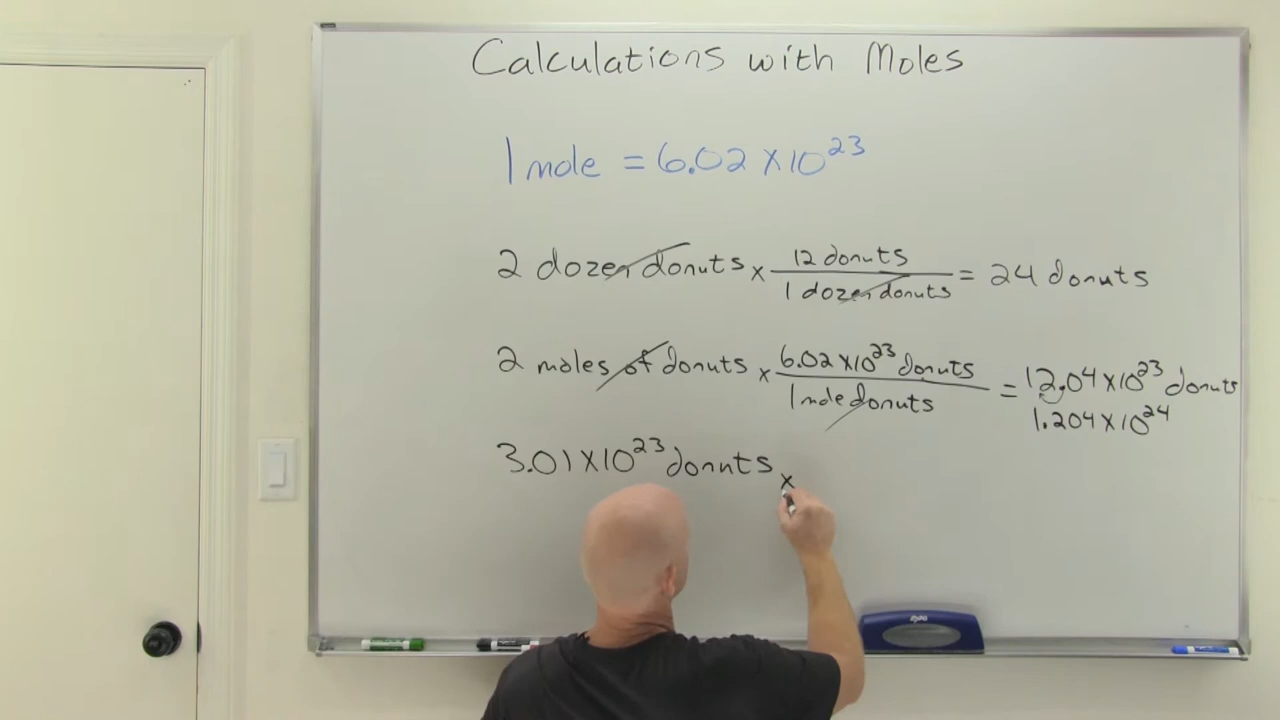 Calculations with Moles
1 mole = 6.02 x 10^23
2 dozen donuts x 12 donuts / 1 dozen donuts = 24 donuts
2 moles of donuts x 6.02 x 10^23 donuts / 1 mole donuts = 12.04 x 10^23 donuts
1.204 x 10^24
3.01 x 10^23 donuts x
EXPO